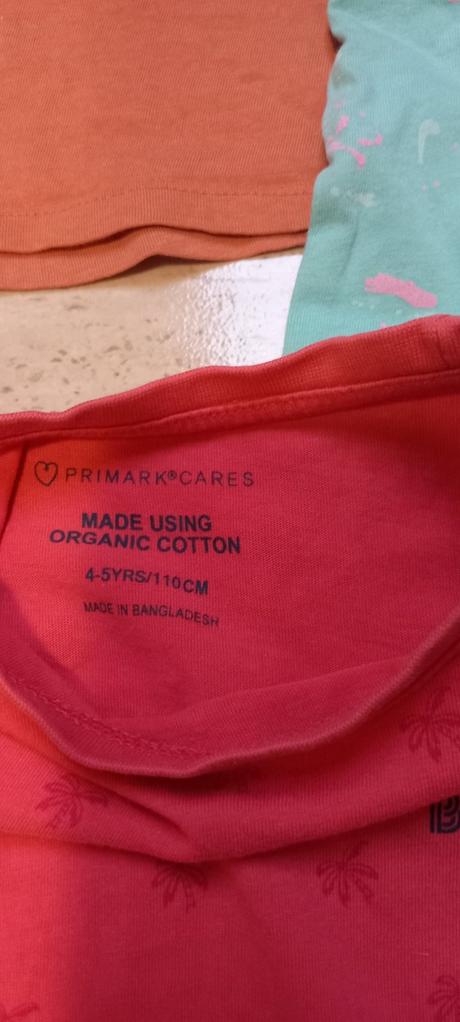 PRIMARK®CARES
MADE USING
ORGANIC COTTON
4-5YRS/110CM
MADE IN BANGLADESH
B